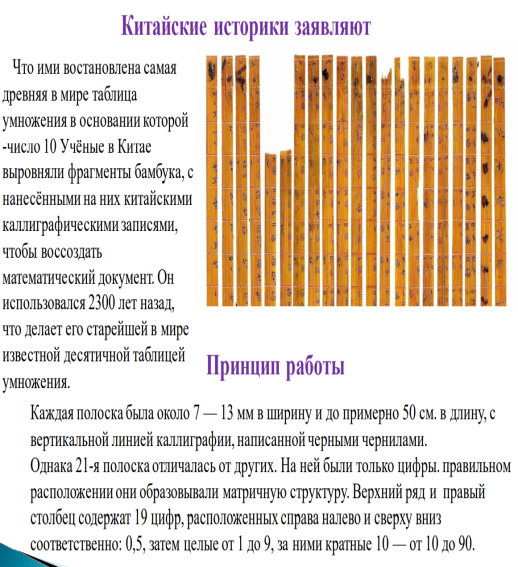 Китайские историки заявляют
Что ими востановлена самая
древняя в мире таблица
умножения в основании которой
-число 10 Учёные в Китае
выровняли фрагменты бамбука, с
нанесёнными на них китайскими
каллиграфическими записями,
чтобы воссоздать
математический документ. Он
использовался 2300 лет назад,
что делает его старейшей в мире
известной десятичной таблицей
умножения.
Принцип работы
Каждая полоска была около 7 — 13 мм в ширину и до примерно 50 см. в длину, с
вертикальной линией каллиграфии, написанной черными чернилами.
Однака 21-я полоска отличалась от других. На ней были только цифры. правильном
расположении они образовывали матричную структуру. Верхний ряд и правый
столбец содержат 19 цифр, расположенных справа налево и сверху вниз
соответственно: 0,5, затем целые от 1 до 9, за ними кратные 10 — от 10 до 90.